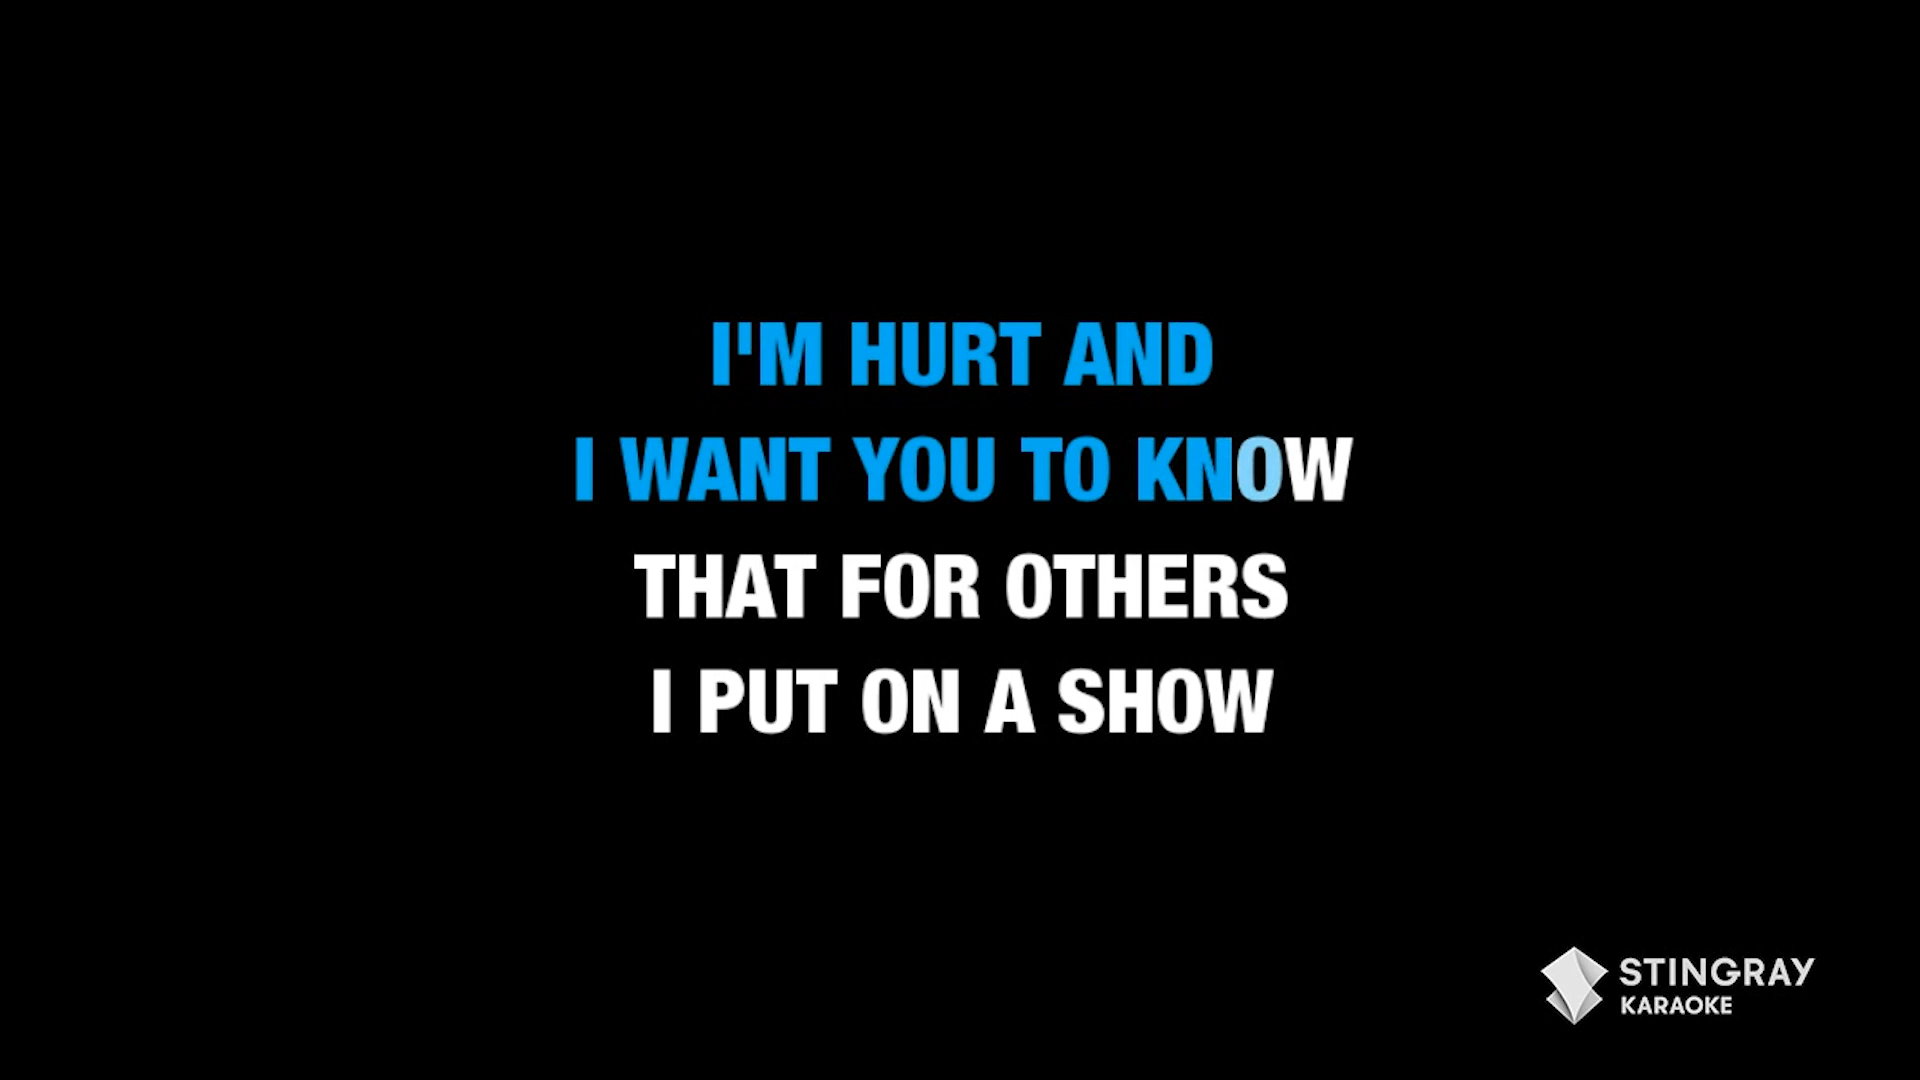 I'M HURT AND
I WANT YOU TO KNOW
THAT FOR OTHERS
I PUT ON A SHOW
STINGRAY
KARAOKE